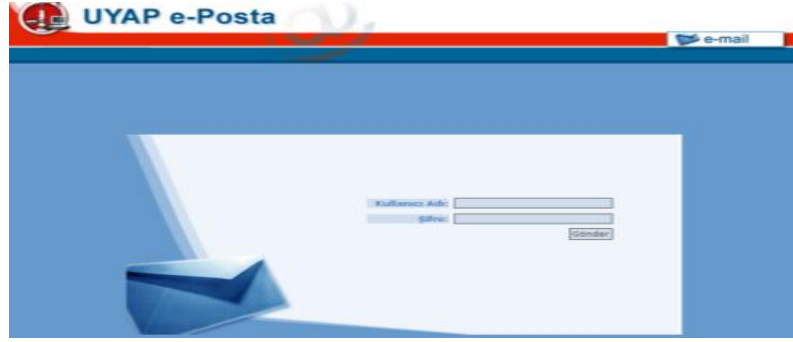 UYAP e-Posta
e-mail
Kullanıcı Adı:
Şifre:
Gönder